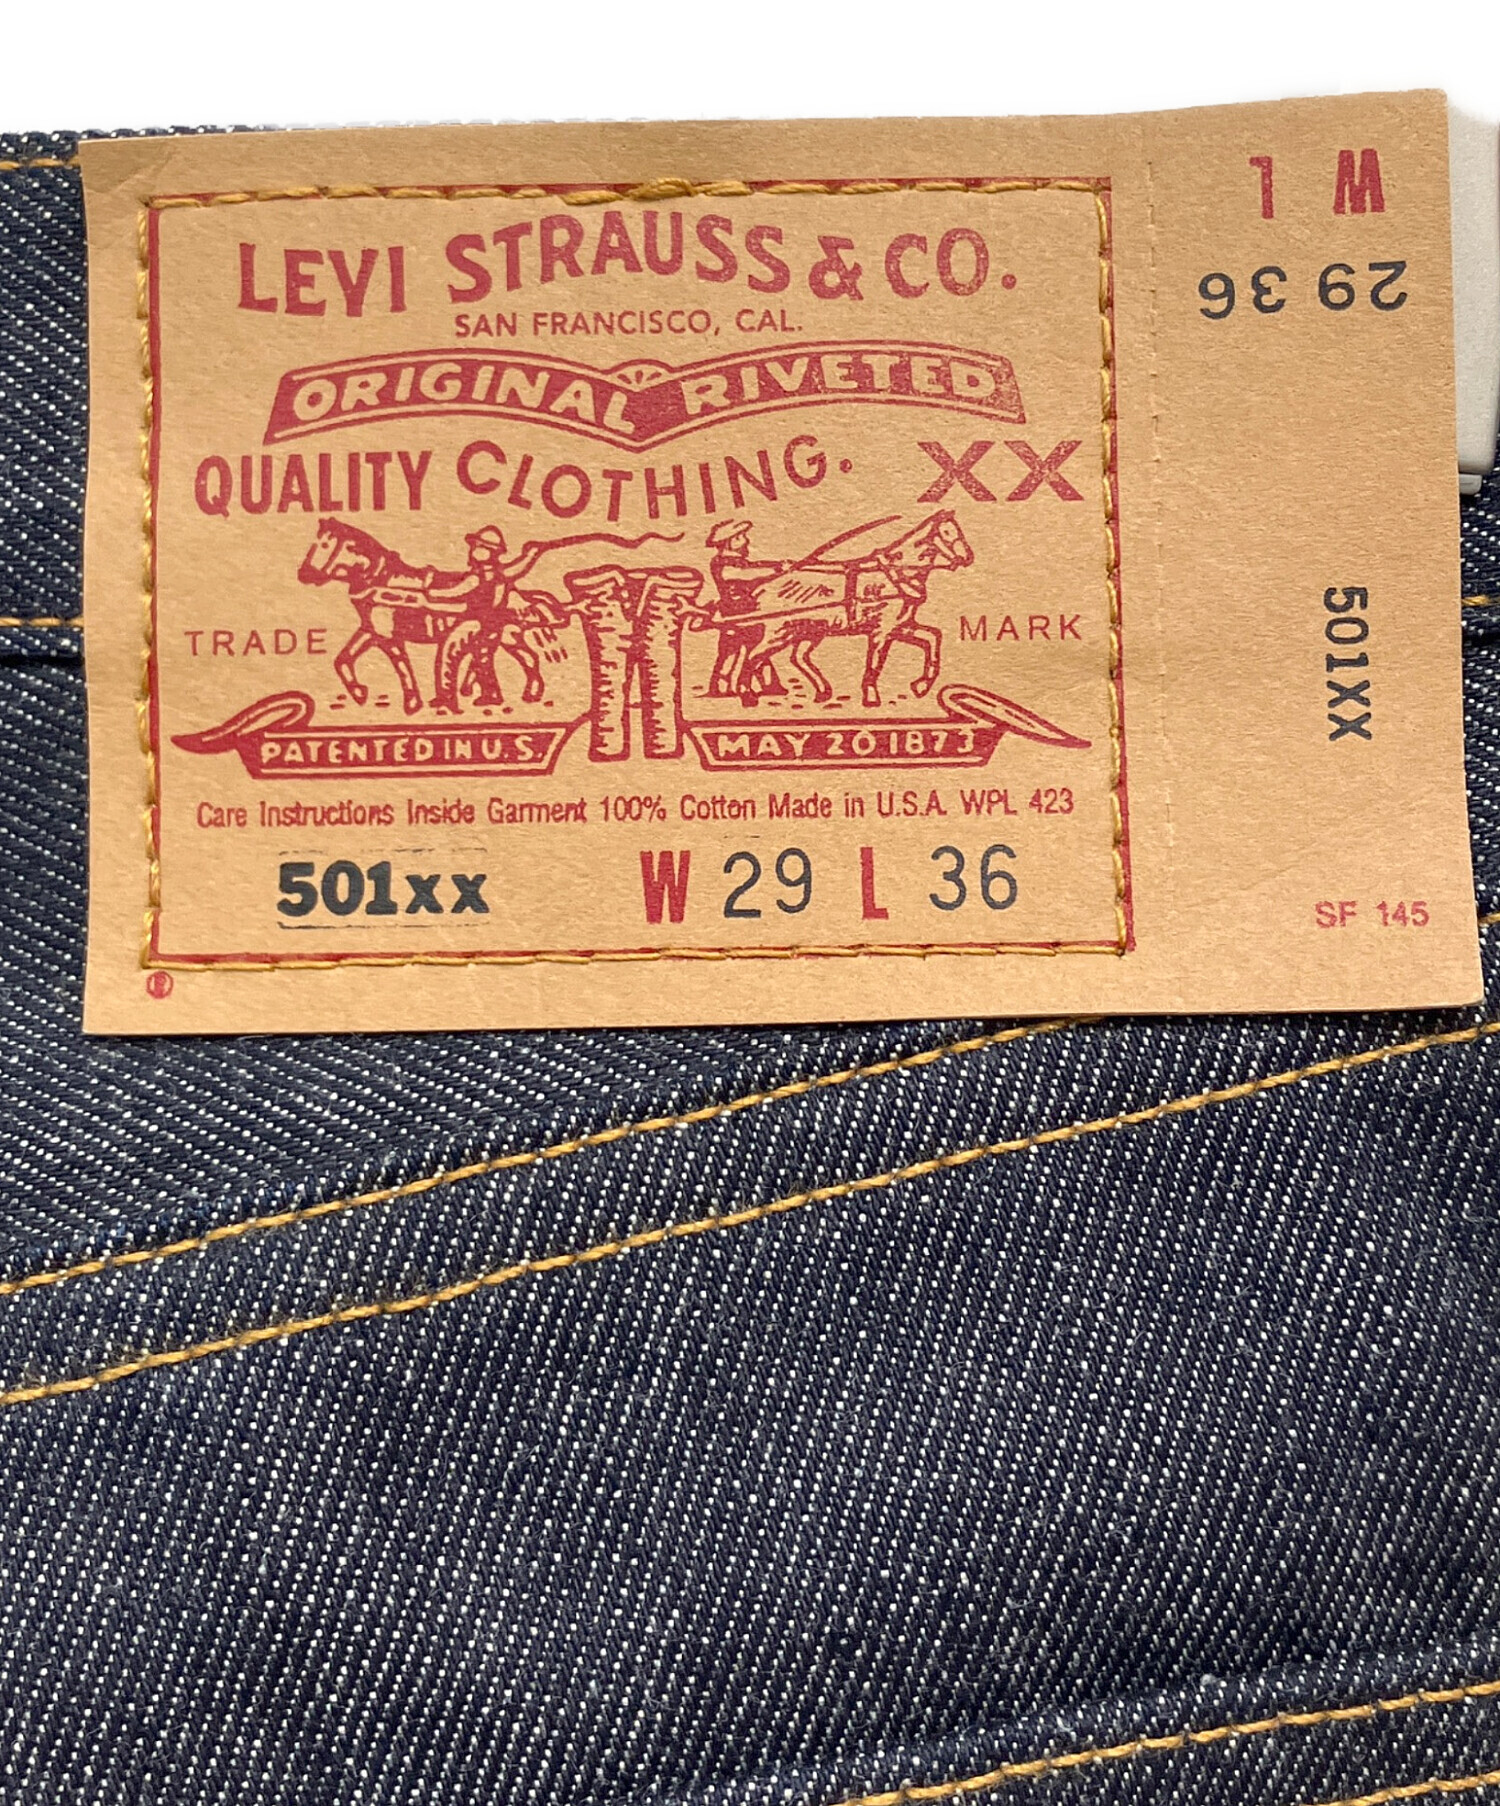 LEVI STRAUSS & CO.
SAN FRANCISCO, CAL.
ORIGINAL RIVETED
QUALITY CLOTHING. XX
TRADE MARK
PATENTED IN U.S. MAY 20 1873
Care Instructions Inside Garment 100% Cotton Made in U.S.A. WPL 423
501xx W 29 L 36
®
W L
29 36
501XX
SF 145